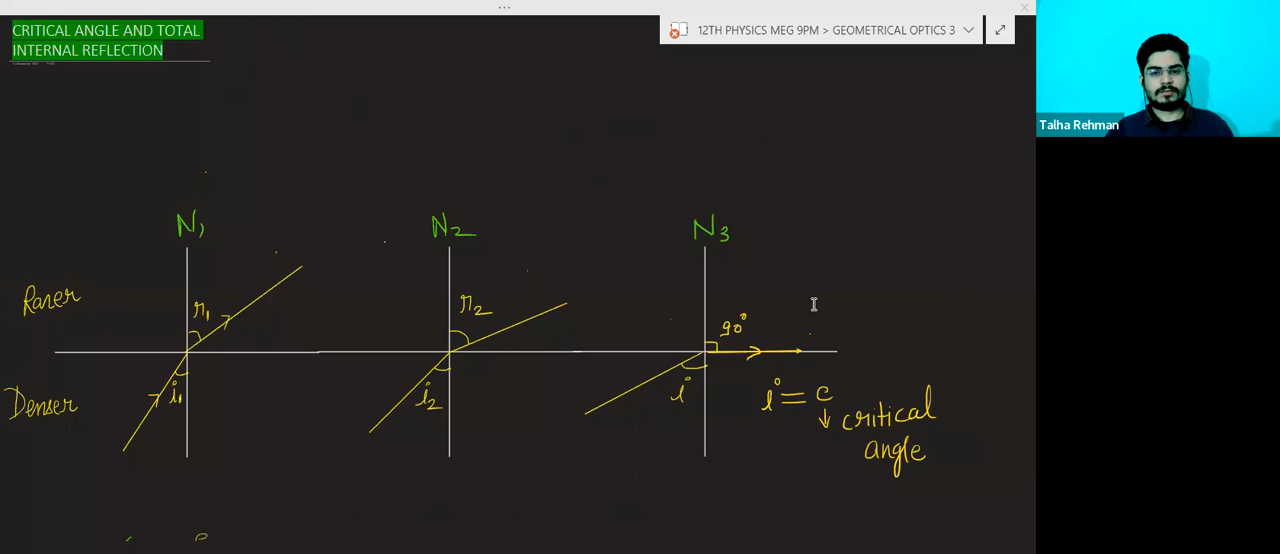 CRITICAL ANGLE AND TOTAL
INTERNAL REFLECTION
12TH PHYSICS MEG 9PM > GEOMETRICAL OPTICS 3
Talha Rehman
N1
N2
N3
Rarer
r1
r2
90°
Denser
i1
i2
i
i = c
↓ critical
angle